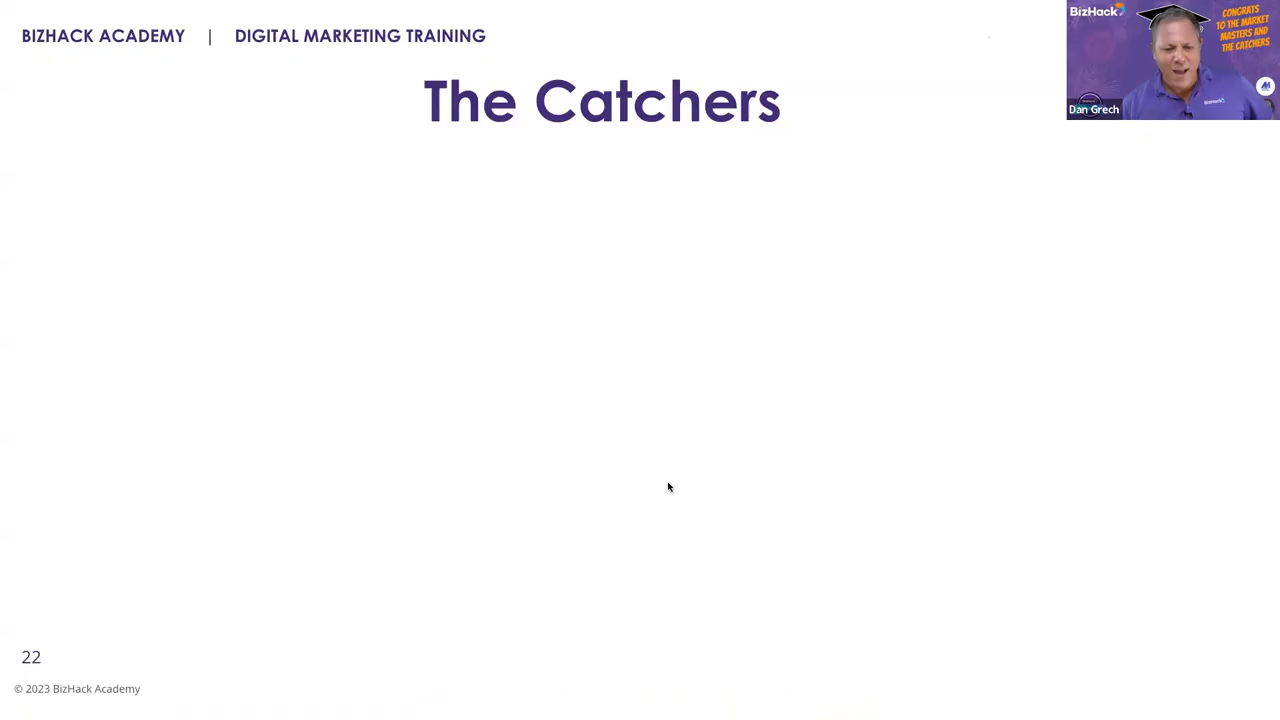 BIZHACK ACADEMY | DIGITAL MARKETING TRAINING
The Catchers
BizHack
CONGRATS
TO THE MARKET
MASTERS AND
THE CATCHERS
BizHack
Dan Grech
22
© 2023 BizHack Academy